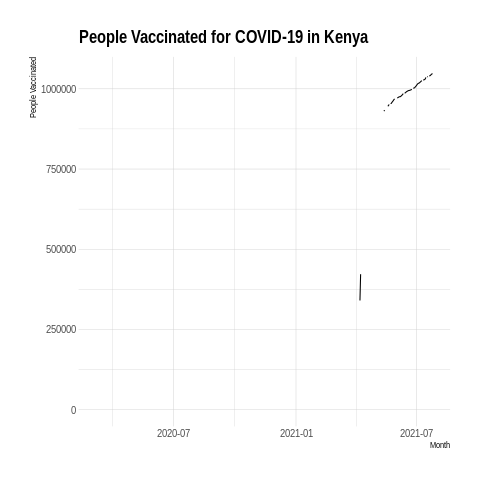 People Vaccinated for COVID-19 in Kenya
People Vaccinated
1000000
750000
500000
250000
0
2020-07 2021-01 2021-07
Month